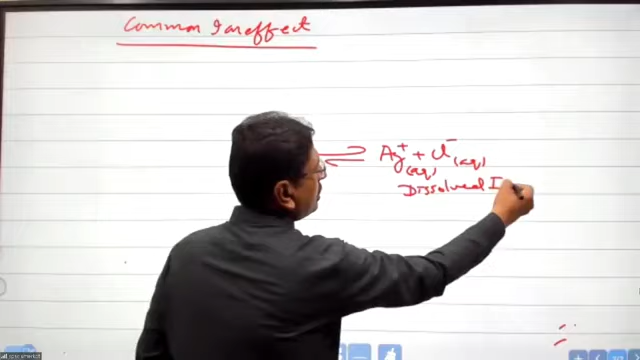 Common Ion effect
⇌ Ag⁺ + Cl⁻ (aq)
(aq)
Dissolved I